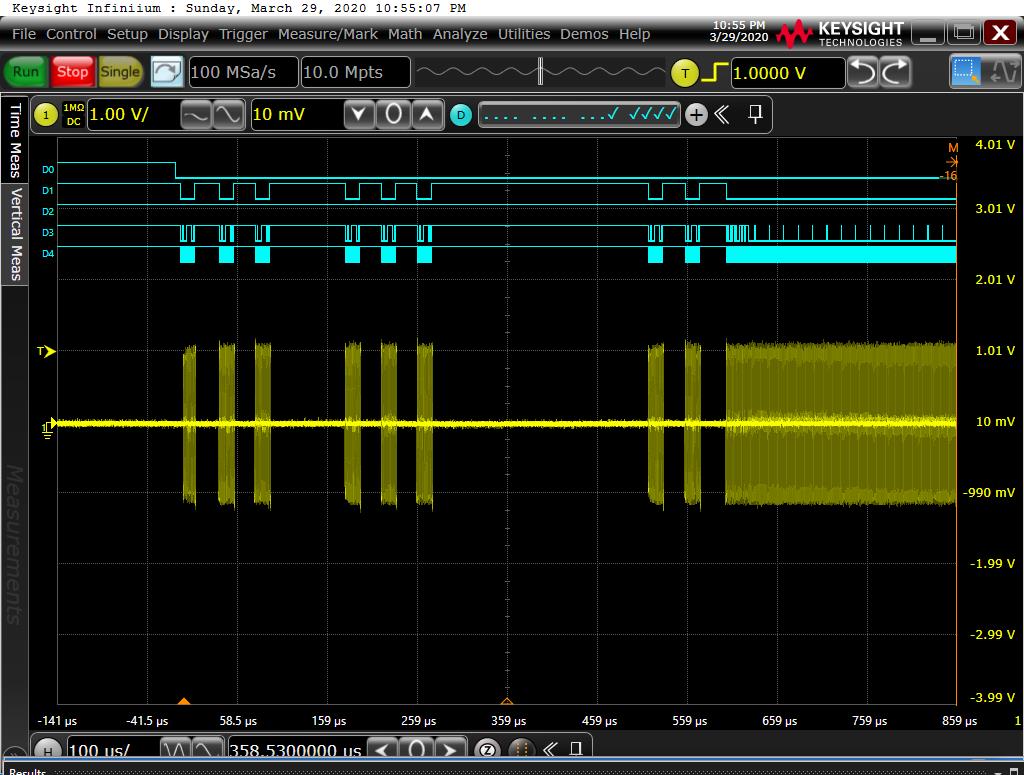 Keysight Infiniium : Sunday, March 29, 2020 10:55:07 PM
File Control Setup Display Trigger Measure/Mark Math Analyze Utilities Demos Help
10:55 PM
3/29/2020
KEYSIGHT
TECHNOLOGIES
X
Run Stop Single 100 MSa/s 10.0 Mpts T 1.0000 V
1 1MΩ
DC 1.00 V/ 10 mV 0 D
Time Meas
Vertical Meas
Measurements
D0
D1
D2
D3
D4
T
1
M
-16
4.01 V
3.01 V
2.01 V
1.01 V
10 mV
-990 mV
-1.99 V
-2.99 V
-3.99 V
-141 µs -41.5 µs 58.5 µs 159 µs 259 µs 359 µs 459 µs 559 µs 659 µs 759 µs 859 µs 1
H 100 us/ 358.5300000 us 0 Z
Results